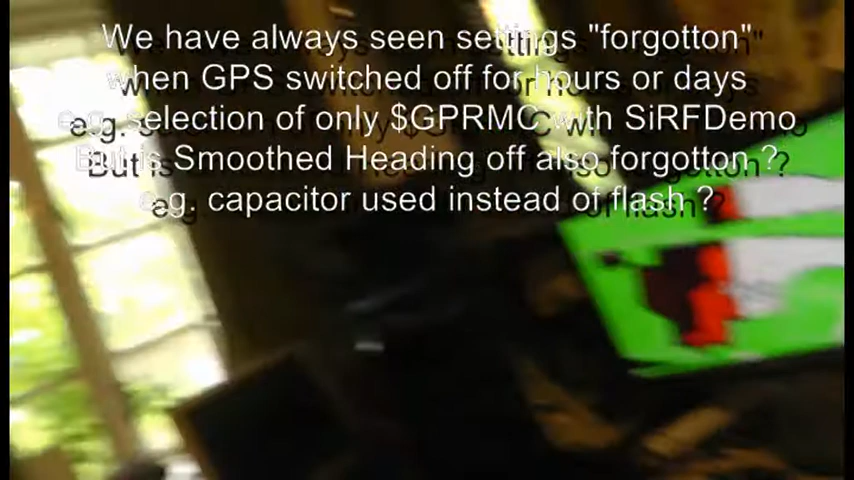 We have always seen settings "forgotton"
when GPS switched off for hours or days
e.g. selection of only $GPRMC with SiRFDemo
But is Smoothed Heading off also forgotton ?
e.g. capacitor used instead of flash ?